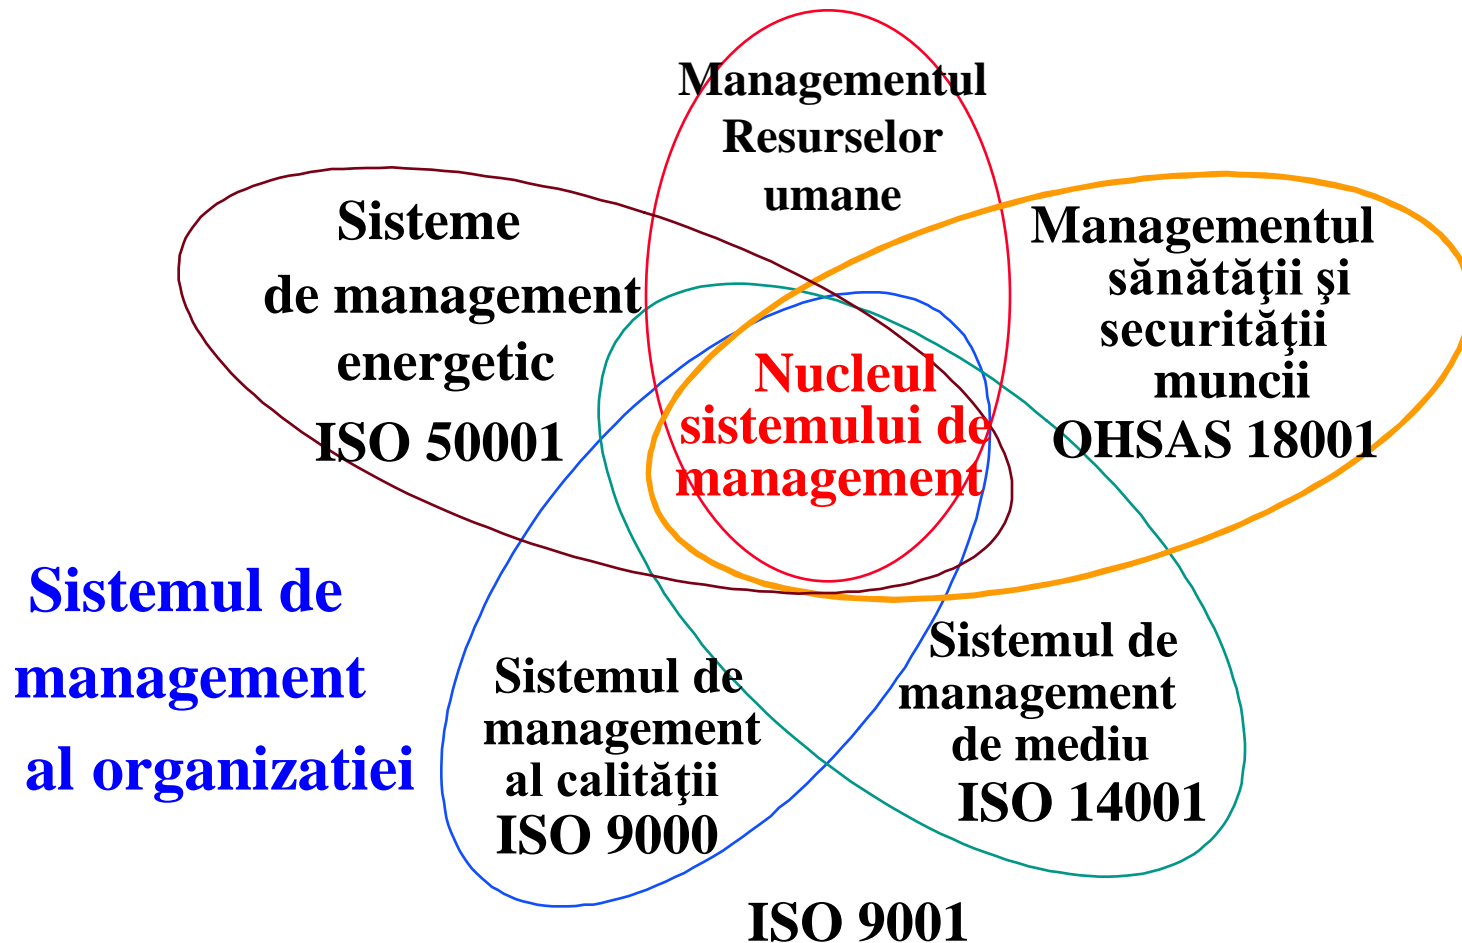 Managementul
Resurselor
umane
Sisteme
de management
energetic
ISO 50001
Managementul
sănătăţii şi
securităţii
muncii
OHSAS 18001
Nucleul
sistemului de
management
Sistemul de
management
al organizatiei
Sistemul de
management
al calităţii
ISO 9000
Sistemul de
management
de mediu
ISO 14001
ISO 9001